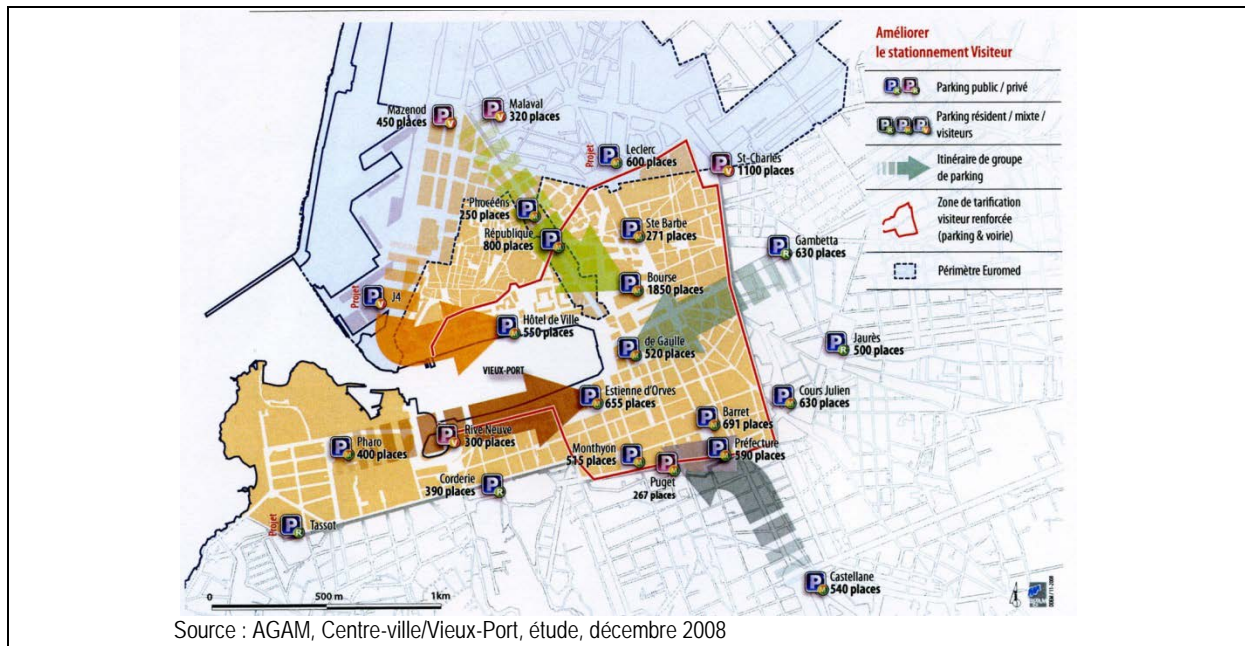 Améliorer
le stationnement Visiteur
Parking public / privé
Parking résident / mixte /
visiteurs
Itinéraire de groupe
de parking
Zone de tarification
visiteur renforcée
(parking & voirie)
Périmètre Euromed
Mazenod
450 places
Malaval
320 places
Projet
Leclerc
600 places
St-Charles
1100 places
Phocéens
250 places
République
800 places
Ste Barbe
271 places
Gambetta
630 places
Bourse
1850 places
Projet
J4
Hôtel de Ville
550 places
de Gaulle
520 places
Jaurès
500 places
VIEUX-PORT
Estienne d'Orves
655 places
Cours Julien
630 places
Barret
691 places
Rive Neuve
300 places
Pharo
400 places
Monthyon
515 places
Préfecture
590 places
Puget
267 places
Corderie
390 places
Projet
Tassot
Castellane
540 places
0 500 m 1km
Source : AGAM, Centre-ville/Vieux-Port, étude, décembre 2008